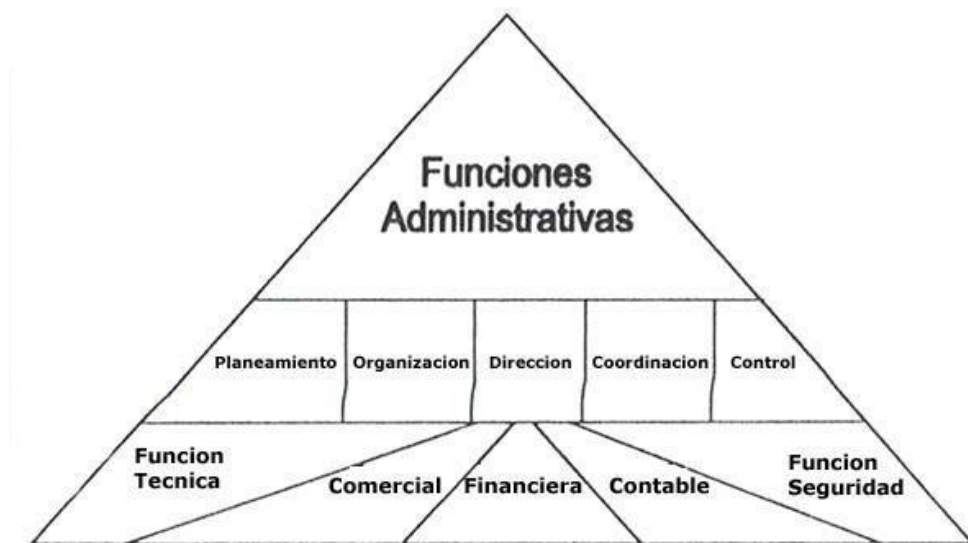 Funciones
Administrativas
Planeamiento Organizacion Direccion Coordinacion Control
Funcion
Tecnica
Comercial
Financiera
Contable
Funcion
Seguridad